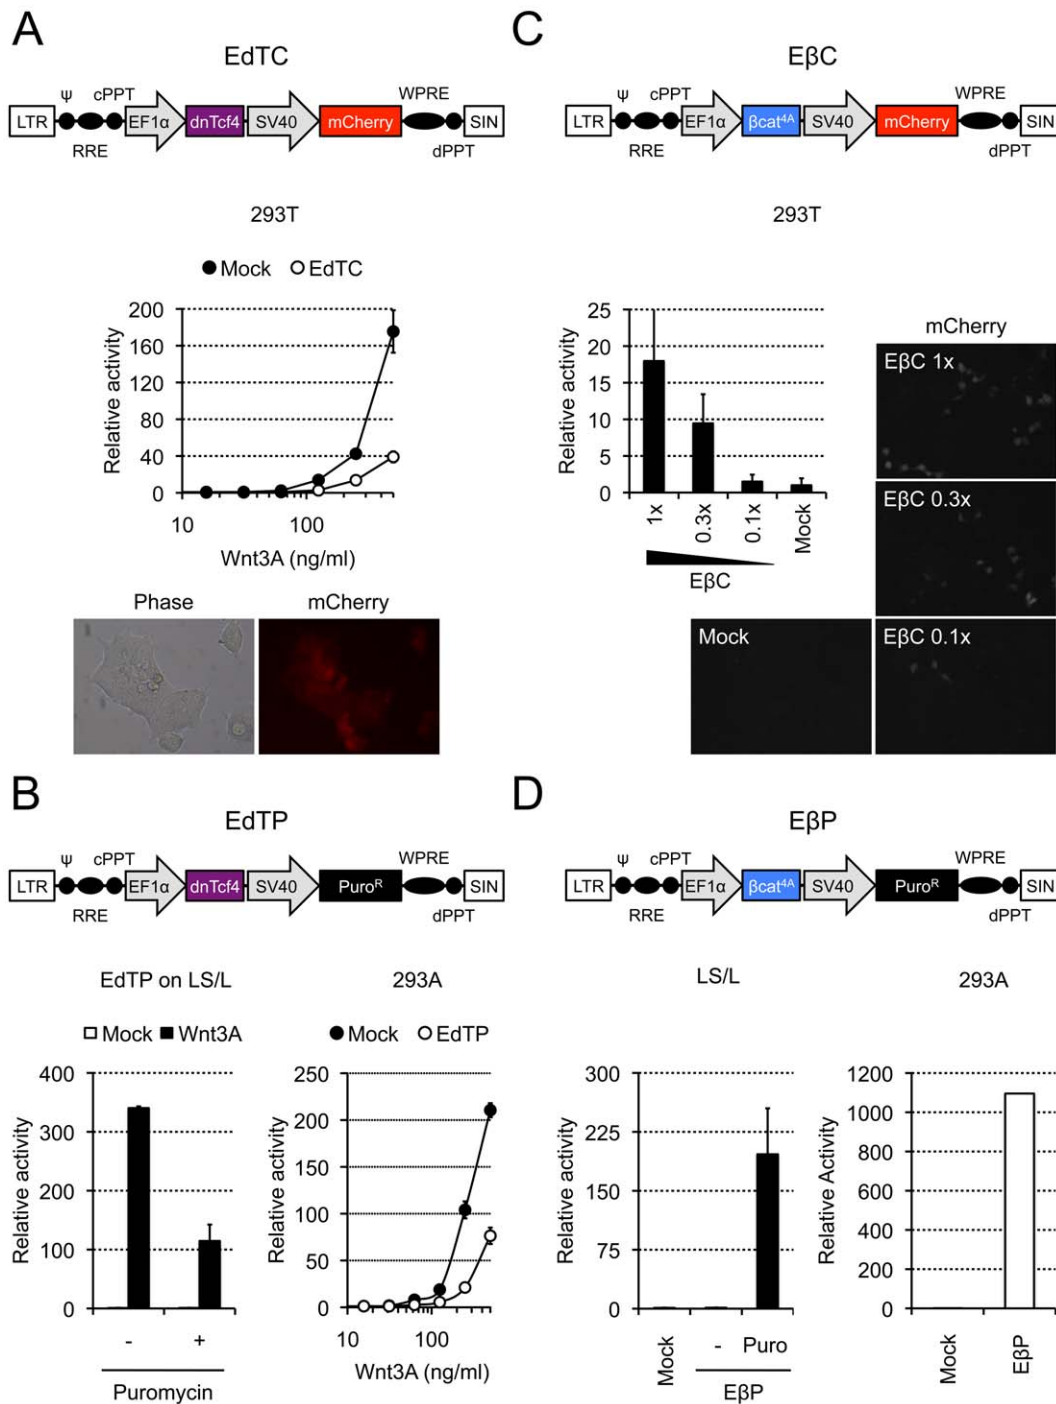 A
EdTC
ψ cPPT WPRE
LTR EF1α dnTcf4 SV40 mCherry SIN
RRE dPPT
293T
Mock EdTC
Relative activity
200
160
120
80
40
0
10 100
Wnt3A (ng/ml)
Phase mCherry
C
EβC
ψ cPPT WPRE
LTR EF1α βcat4A SV40 mCherry SIN
RRE dPPT
293T
Relative activity
25
20
15
10
5
0
1x 0.3x 0.1x Mock
EβC
mCherry
EβC 1x
EβC 0.3x
Mock EβC 0.1x
B
EdTP
ψ cPPT WPRE
LTR EF1α dnTcf4 SV40 PuroR SIN
RRE dPPT
EdTP on LS/L
Mock Wnt3A
Relative activity
400
300
200
100
0
- +
Puromycin
293A
Mock EdTP
Relative activity
250
200
150
100
50
0
10 100
Wnt3A (ng/ml)
D
EβP
ψ cPPT WPRE
LTR EF1α βcat4A SV40 PuroR SIN
RRE dPPT
LS/L
Relative activity
300
225
150
75
0
Mock - Puro
EβP
293A
Relative Activity
1200
1000
800
600
400
200
0
Mock EβP